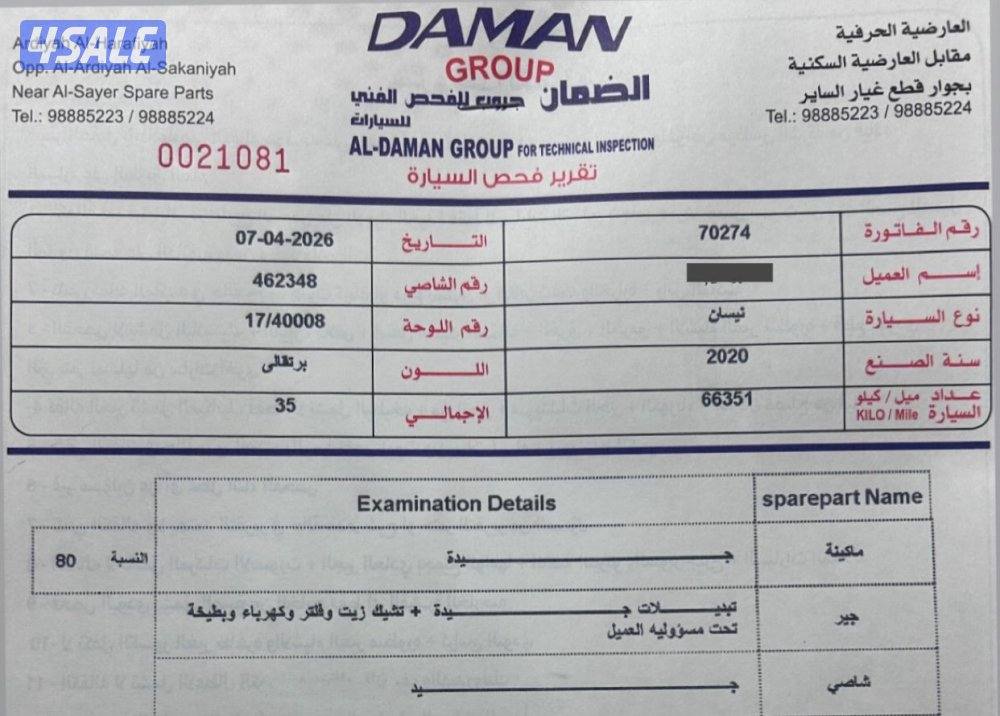 4SALE
Ardiyah Al-Harafiyah
Opp. Al-Ardiyah Al-Sakaniyah
Near Al-Sayer Spare Parts
Tel.: 98885223 / 98885224
0021081
DAMAN
GROUP
الضمان جروب للفحص الفني
للسيارات
AL-DAMAN GROUP FOR TECHNICAL INSPECTION
تقرير فحص السيارة
العارضية الحرفية
مقابل العارضية السكنية
بجوار قطع غيار الساير
Tel.: 98885223 / 98885224
رقم الفاتورة 70274 التاريخ 07-04-2026
إسم العميل رقم الشاصي 462348
نوع السيارة نيسان رقم اللوحة 17/40008
سنة الصنع 2020 اللون برتقالى
عداد ميل / كيلو
السيارة KILO / Mile 66351 الإجمالي 35
Examination Details sparepart Name
ماكينة جيدة النسبة 80
جير تبديلات جيدة + تشيك زيت وفلتر وكهرباء وبطيخة
تحت مسؤوليه العميل
شاصي جيد